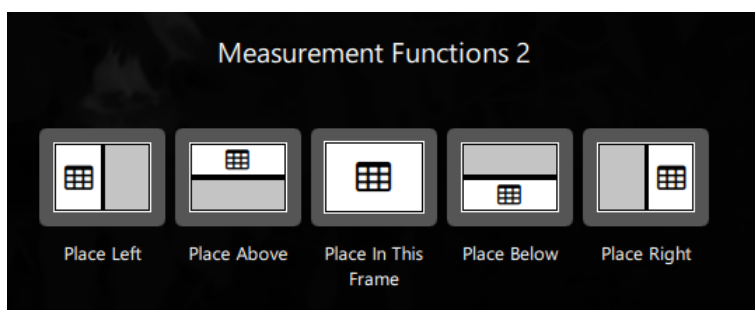 Measurement Functions 2
Place Left
Place Above
Place In This
Frame
Place Below
Place Right